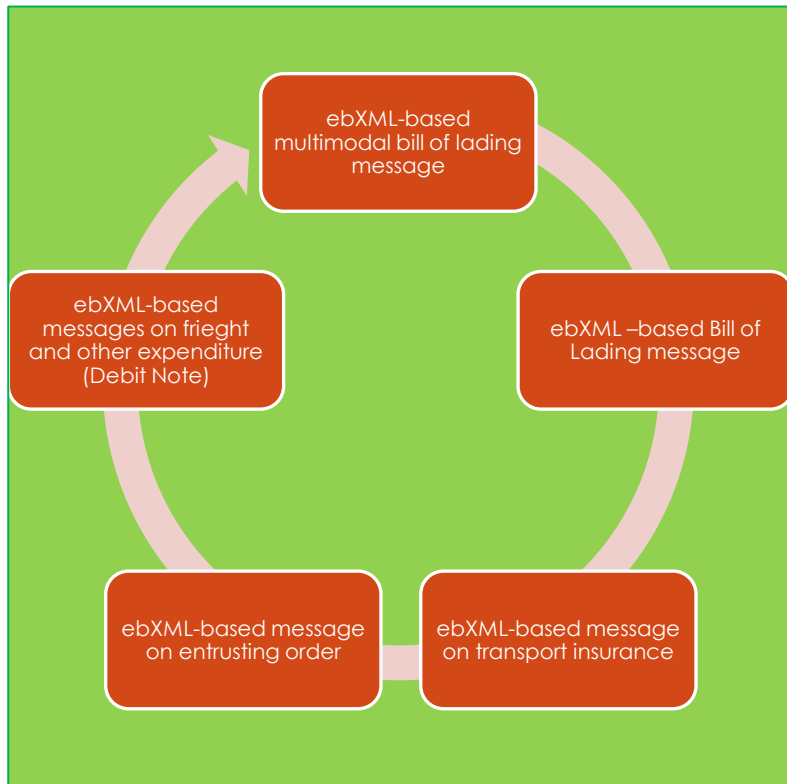 ebXML-based
multimodal bill of lading
message
ebXML –based Bill of
Lading message
ebXML-based message
on transport insurance
ebXML-based message
on entrusting order
ebXML-based
messages on frieght
and other expenditure
(Debit Note)